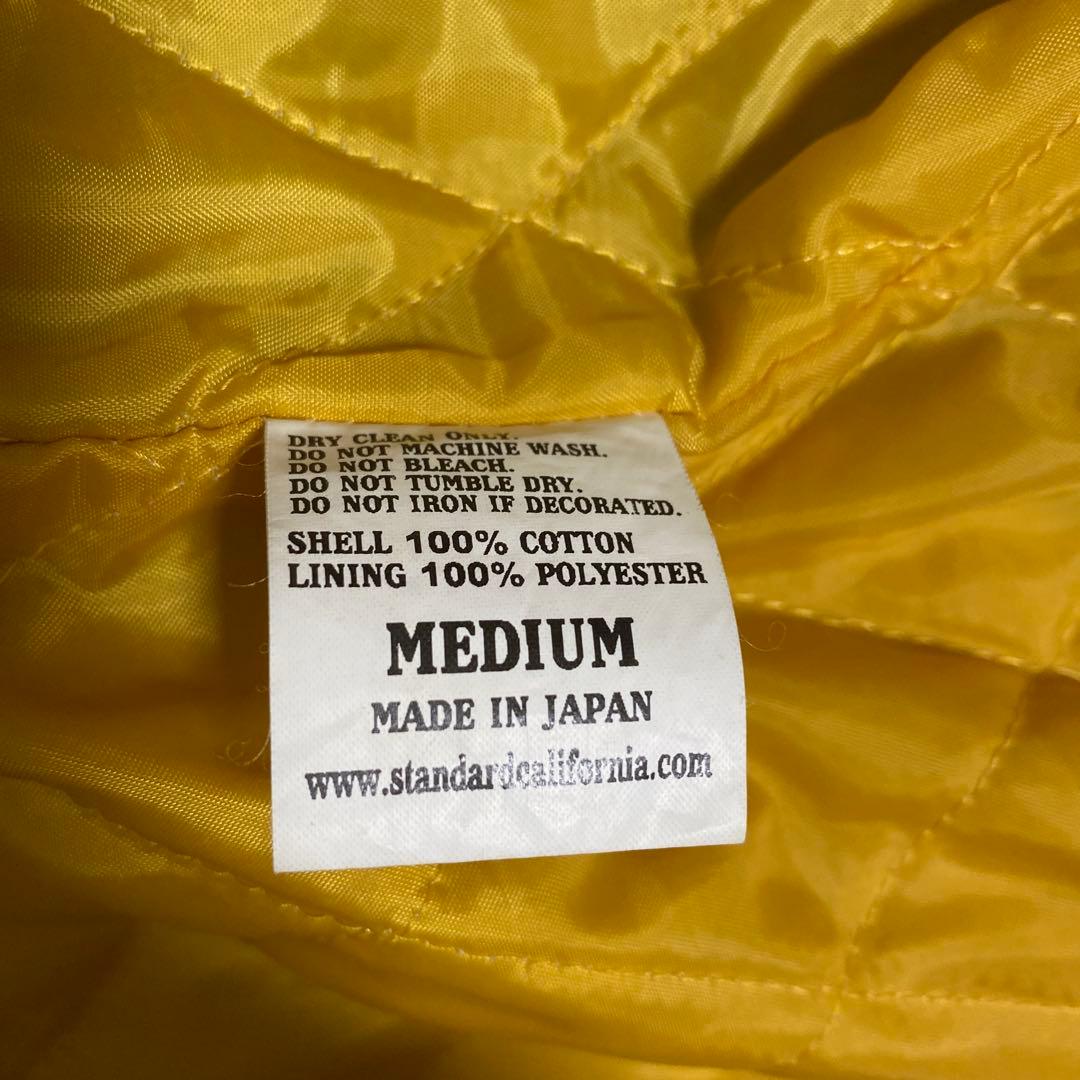 DRY CLEAN ONLY.
DO NOT MACHINE WASH.
DO NOT BLEACH.
DO NOT TUMBLE DRY.
DO NOT IRON IF DECORATED.
SHELL 100% COTTON
LINING 100% POLYESTER
MEDIUM
MADE IN JAPAN
www.standardcalifornia.com